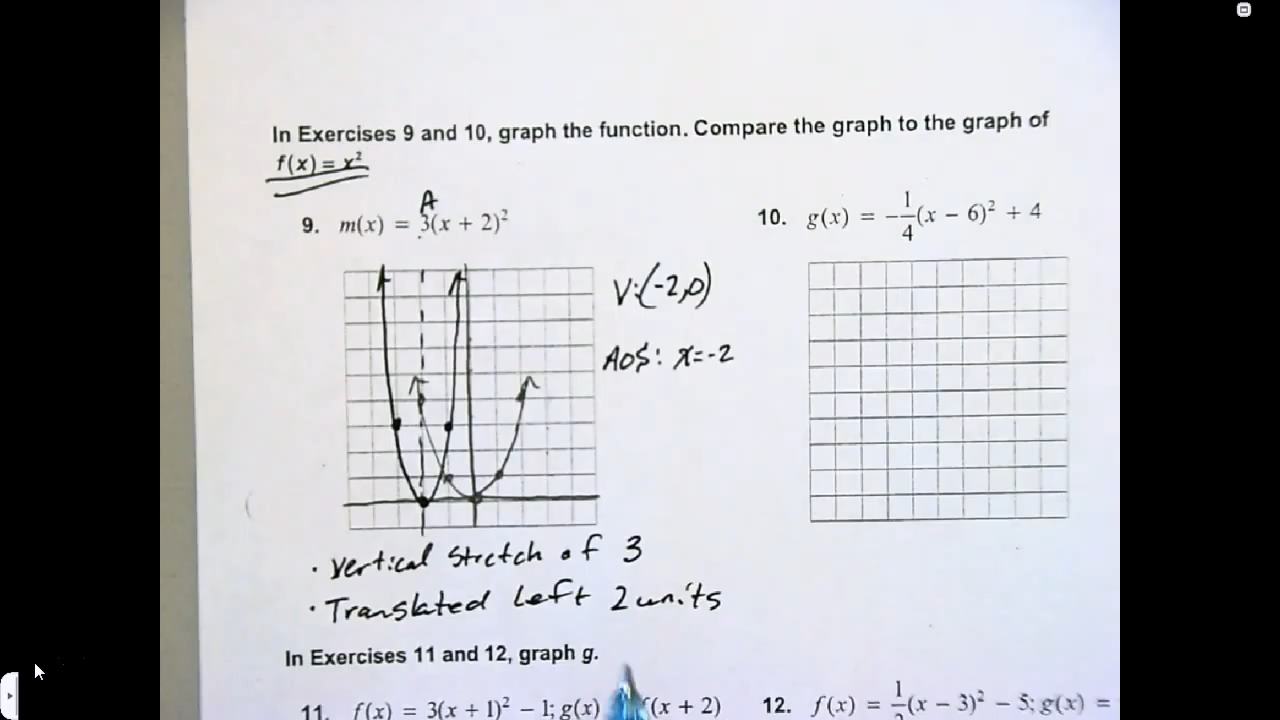 In Exercises 9 and 10, graph the function. Compare the graph to the graph of
f(x) = x²
A
9. m(x) = 3(x + 2)²
10. g(x) = -1/4(x - 6)² + 4
V:(-2,0)
AOS: x=-2
· Vertical Stretch of 3
· Translated Left 2 units
In Exercises 11 and 12, graph g.
11. f(x) = 3(x + 1)² - 1; g(x) f(x + 2)
12. f(x) = (x - 3)² - 5; g(x) =